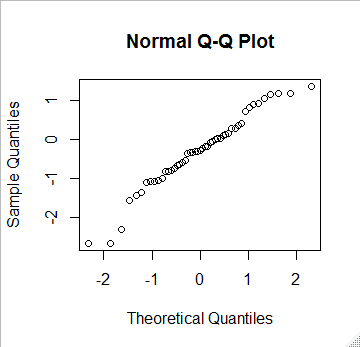 Normal Q-Q Plot
Sample Quantiles
1
0
-1
-2
-2 -1 0 1 2
Theoretical Quantiles